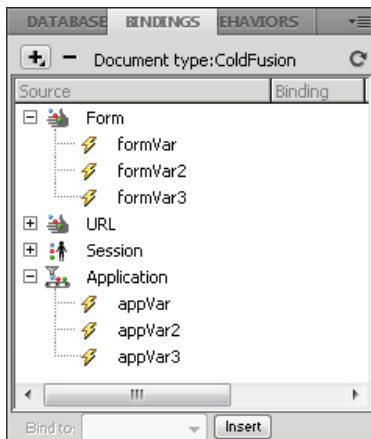 DATABASE BINDINGS EHAVIORS
Document type:ColdFusion
Source Binding
Form
formVar
formVar2
formVar3
URL
Session
Application
appVar
appVar2
appVar3
Bind to: Insert